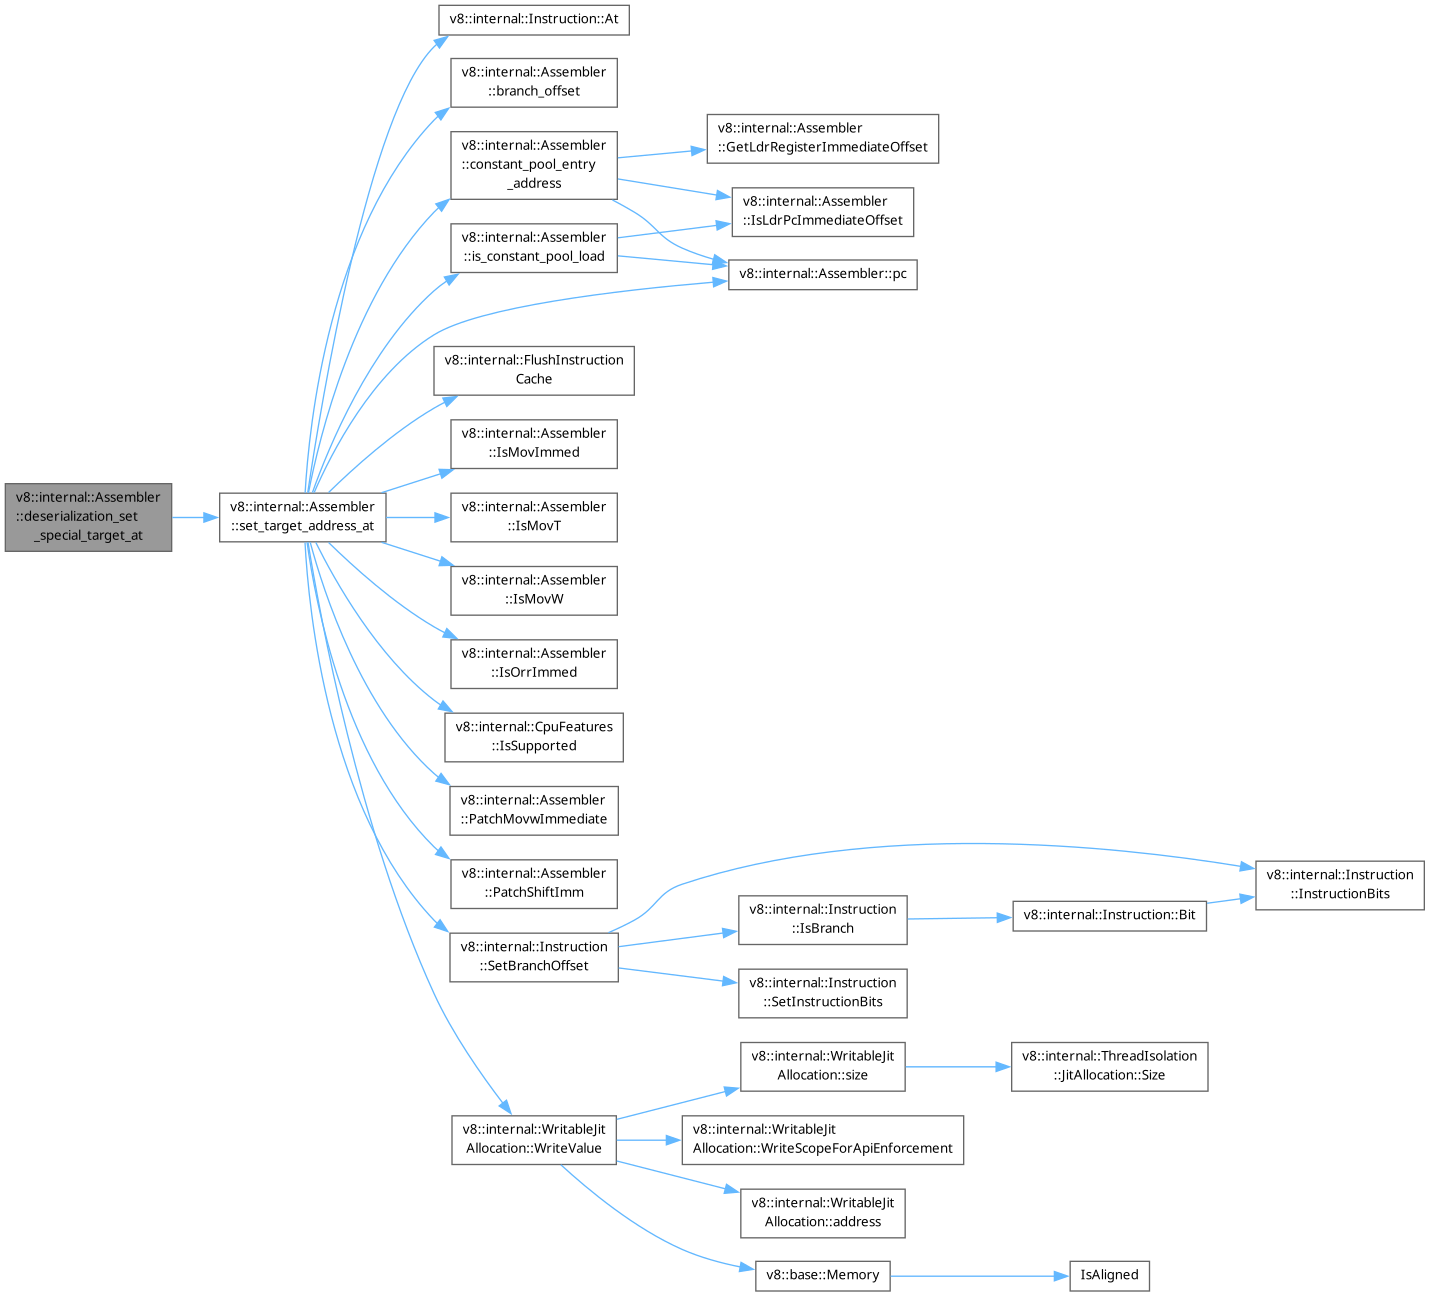 v8::internal::Instruction::At
v8::internal::Assembler
::branch_offset
v8::internal::Assembler
::constant_pool_entry
_address
v8::internal::Assembler
::GetLdrRegisterImmediateOffset
v8::internal::Assembler
::IsLdrPcImmediateOffset
v8::internal::Assembler
::is_constant_pool_load
v8::internal::Assembler::pc
v8::internal::FlushInstruction
Cache
v8::internal::Assembler
::IsMovImmed
v8::internal::Assembler
::deserialization_set
_special_target_at
v8::internal::Assembler
::set_target_address_at
v8::internal::Assembler
::IsMovT
v8::internal::Assembler
::IsMovW
v8::internal::Assembler
::IsOrrImmed
v8::internal::CpuFeatures
::IsSupported
v8::internal::Assembler
::PatchMovwImmediate
v8::internal::Assembler
::PatchShiftImm
v8::internal::Instruction
::SetBranchOffset
v8::internal::Instruction
::IsBranch
v8::internal::Instruction::Bit
v8::internal::Instruction
::InstructionBits
v8::internal::Instruction
::SetInstructionBits
v8::internal::WritableJit
Allocation::size
v8::internal::ThreadIsolation
::JitAllocation::Size
v8::internal::WritableJit
Allocation::WriteValue
v8::internal::WritableJit
Allocation::WriteScopeForApiEnforcement
v8::internal::WritableJit
Allocation::address
v8::base::Memory
IsAligned